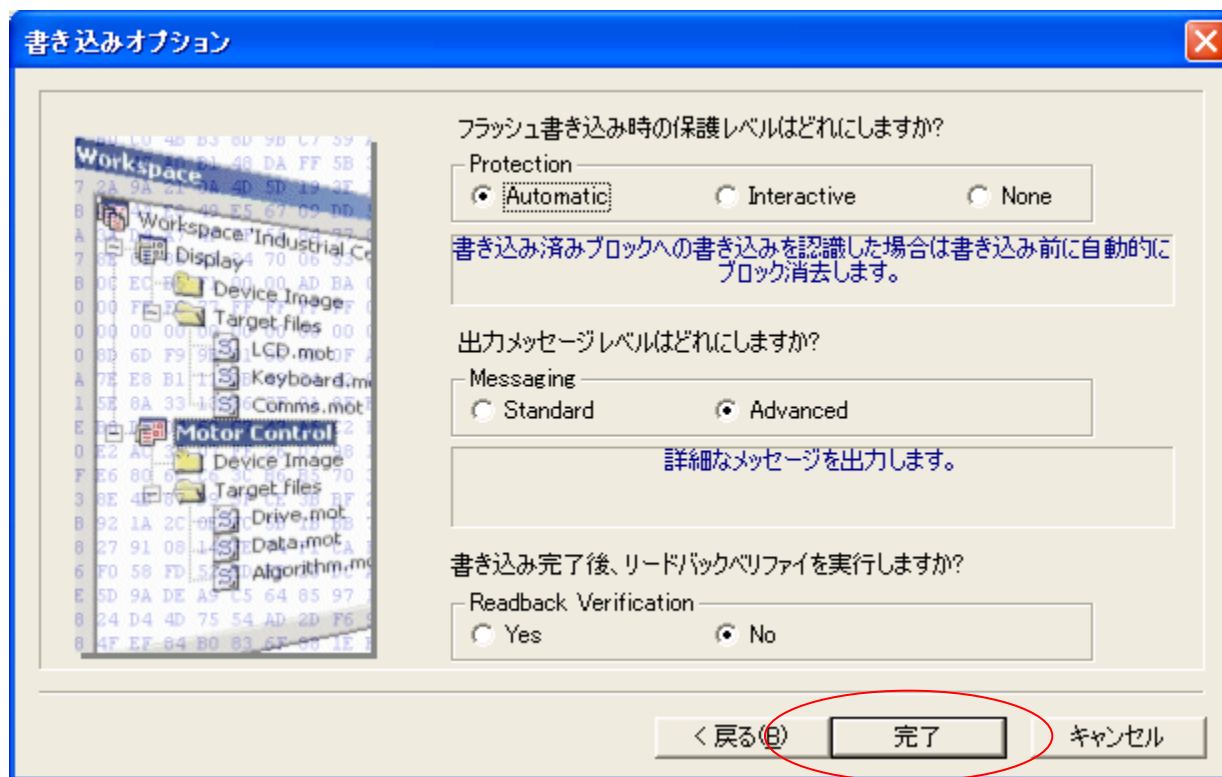 書き込みオプション
フラッシュ書き込み時の保護レベルはどれにしますか?
Protection
Automatic
Interactive
None
書き込み済みブロックへの書き込みを認識した場合は書き込み前に自動的に
ブロック消去します。
出力メッセージレベルはどれにしますか?
Messaging
Standard
Advanced
詳細なメッセージを出力します。
書き込み完了後、リードバックベリファイを実行しますか?
Readback Verification
Yes
No
< 戻る(B)
完了
キャンセル
Workspace
Workspace 'Industrial Co
Display
Device Image
Target files
LCD.mot
Keyboard.mo
Comms.mot
Motor Control
Device Image
Target files
Drive.mot
Data.mot
Algorithm.mo